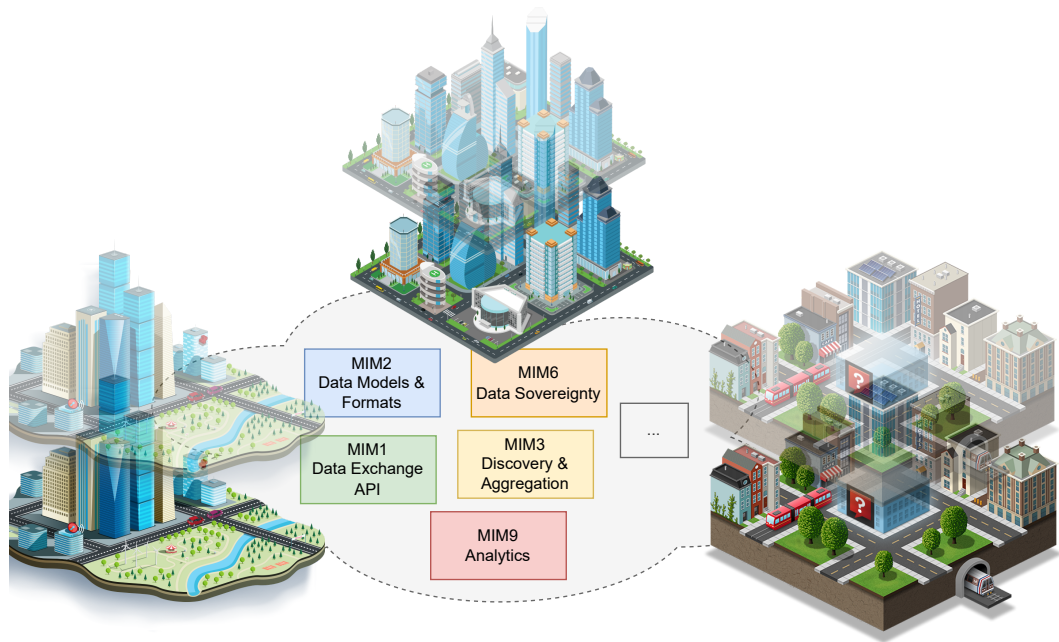 MIM2
Data Models &
Formats
MIM6
Data Sovereignty
...
MIM1
Data Exchange
API
MIM3
Discovery &
Aggregation
MIM9
Analytics
?
?